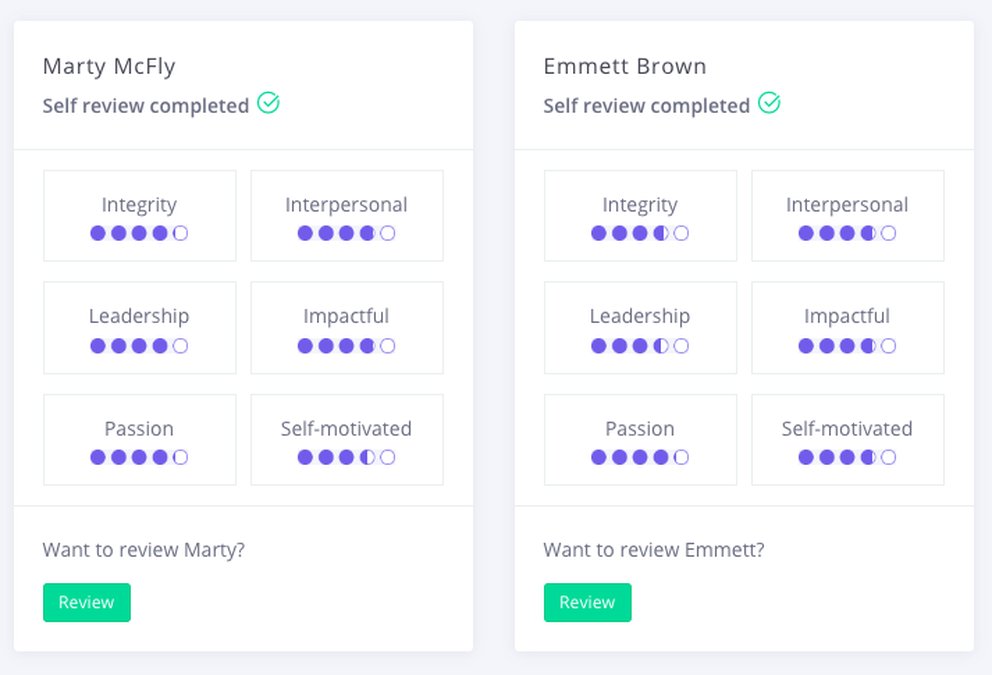 Marty McFly
Self review completed
Integrity
Interpersonal
Leadership
Impactful
Passion
Self-motivated
Want to review Marty?
Review
Emmett Brown
Self review completed
Integrity
Interpersonal
Leadership
Impactful
Passion
Self-motivated
Want to review Emmett?
Review